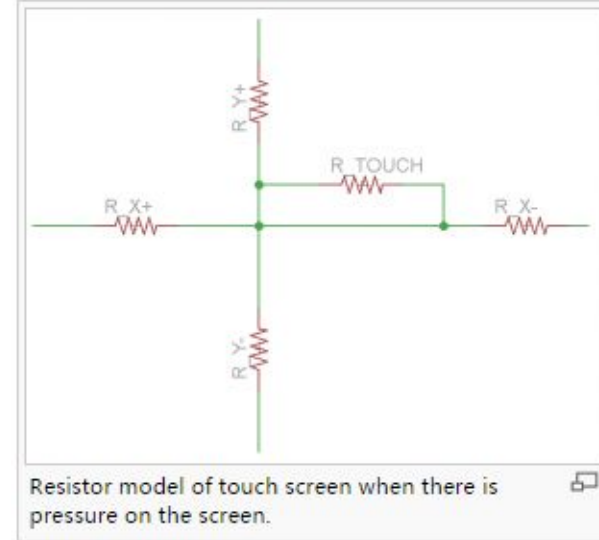 R_Y+
R_TOUCH
R_X+
R_X-
R_Y-
Resistor model of touch screen when there is
pressure on the screen.